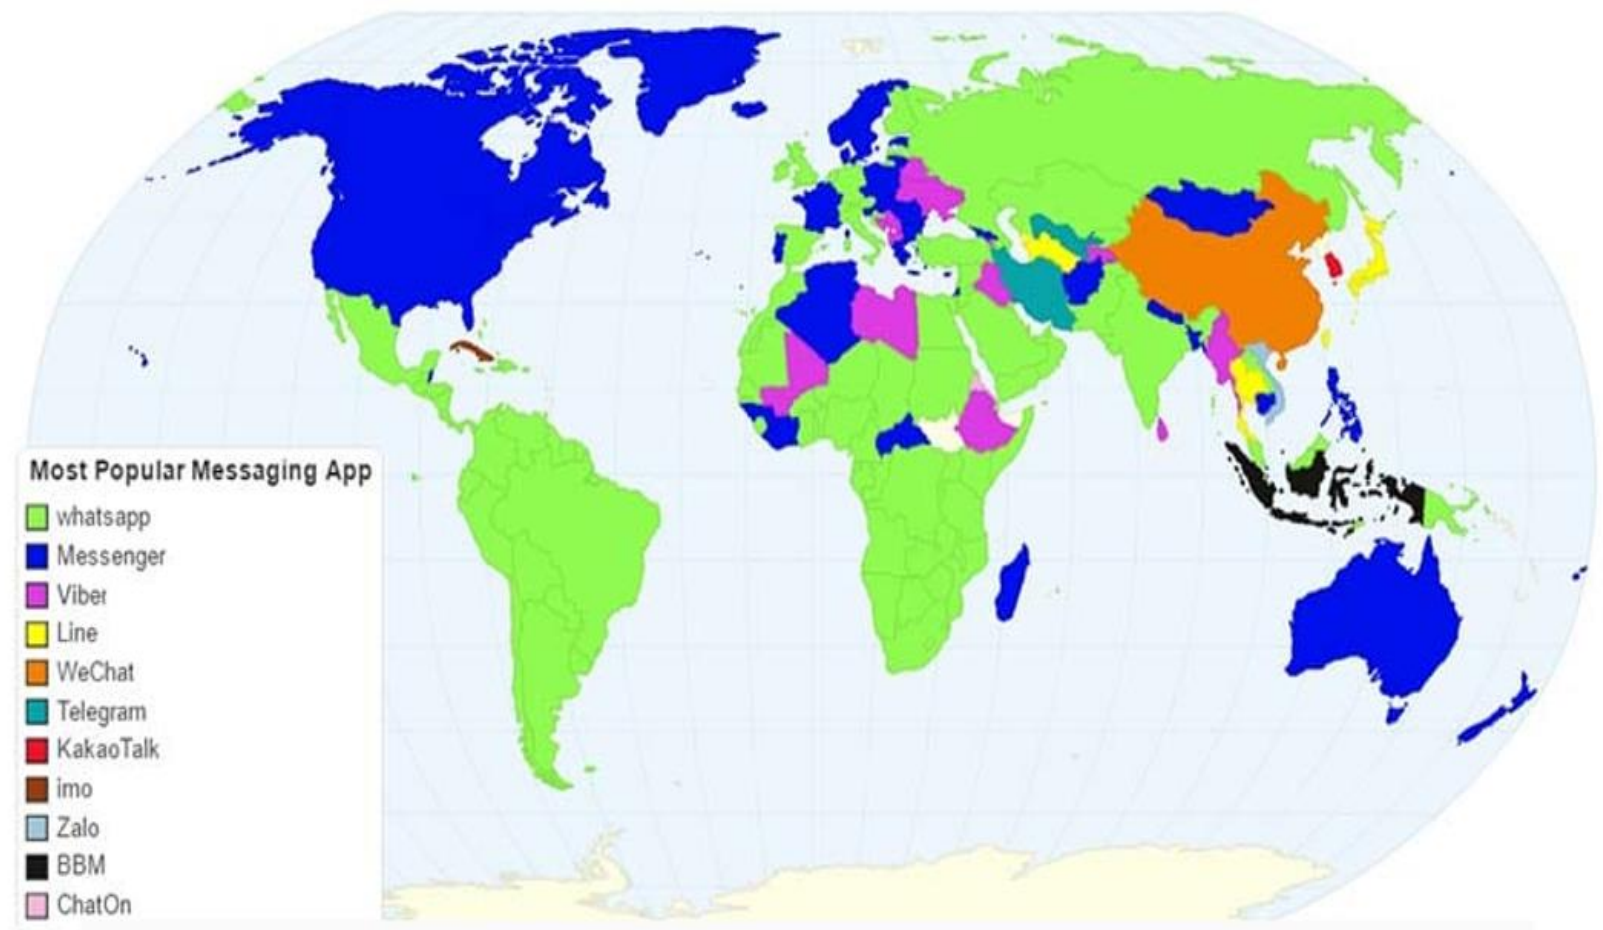 Most Popular Messaging App
whatsapp
Messenger
Viber
Line
WeChat
Telegram
KakaoTalk
imo
Zalo
BBM
ChatOn